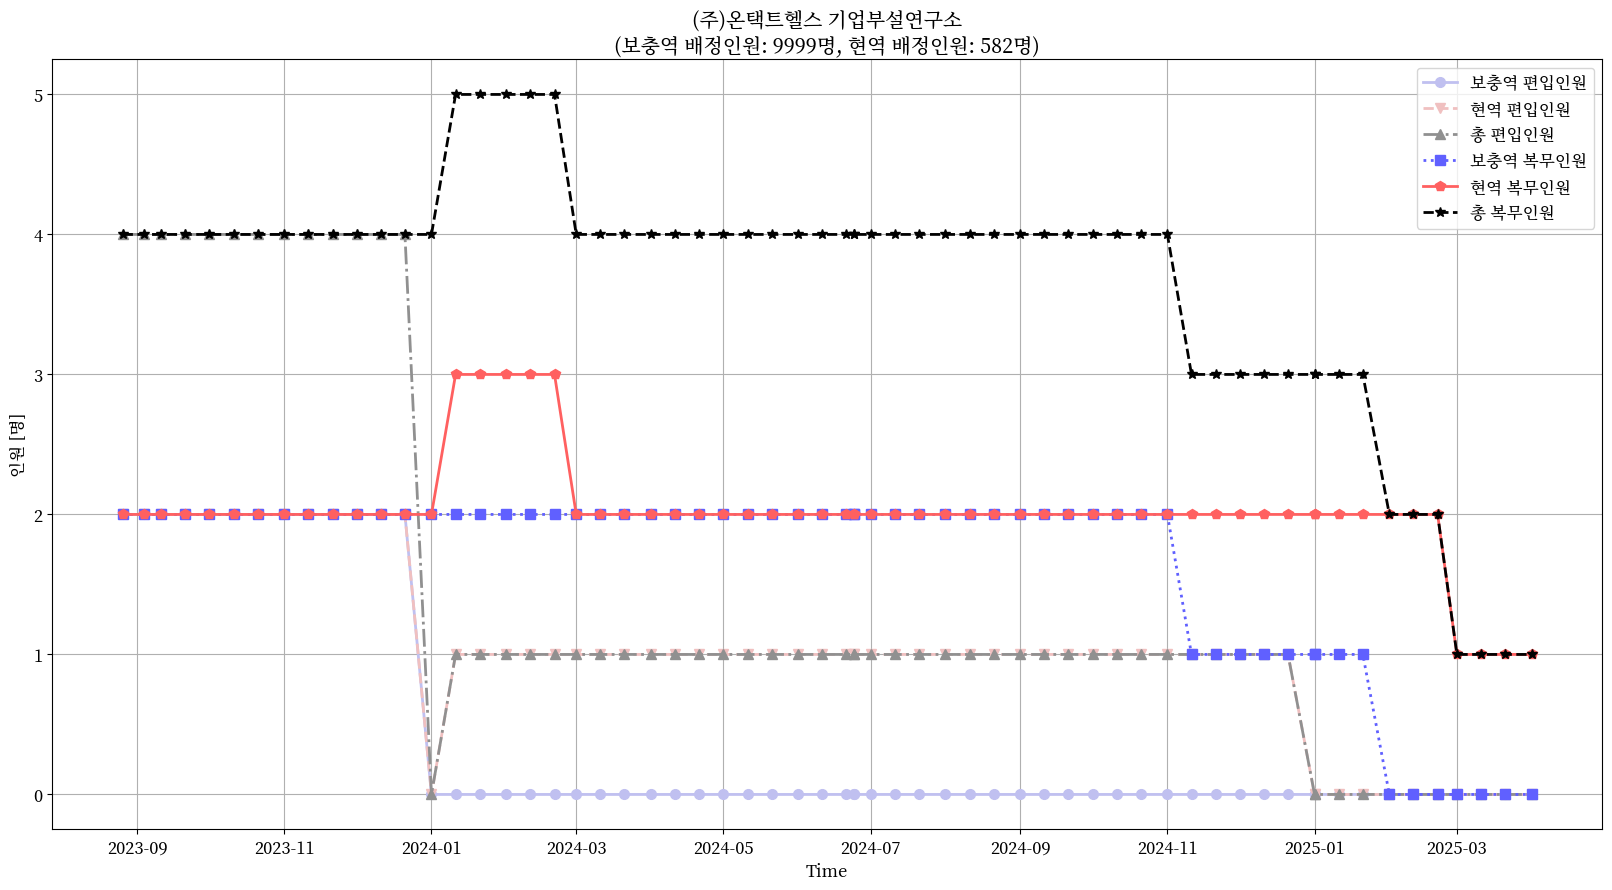 (주)온택트헬스 기업부설연구소
(보충역 배정인원: 9999명, 현역 배정인원: 582명)
보충역 편입인원
현역 편입인원
총 편입인원
보충역 복무인원
현역 복무인원
총 복무인원
인원 [명]
5
4
3
2
1
0
2023-09 2023-11 2024-01 2024-03 2024-05 2024-07 2024-09 2024-11 2025-01 2025-03
Time